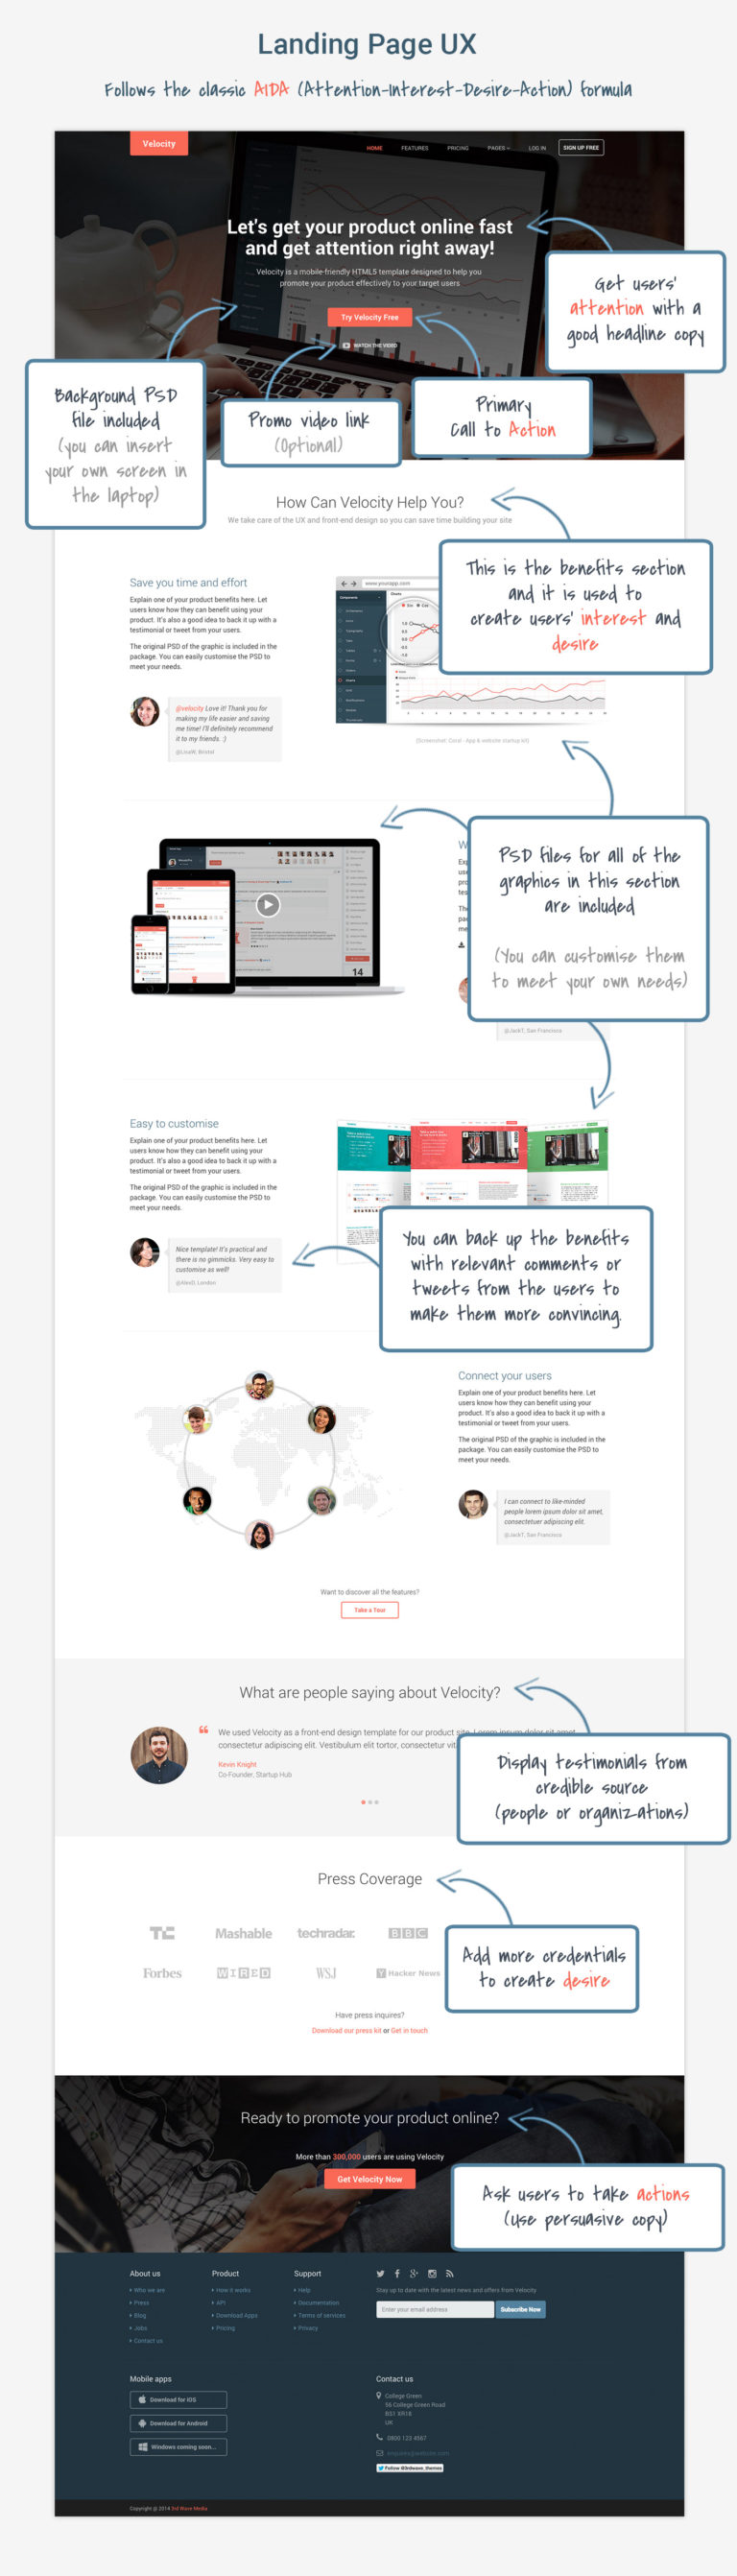 Landing Page UX
Follows the classic AIDA (Attention-Interest-Desire-Action) formula
Velocity
HOME
FEATURES
PRICING
PAGES
LOG IN
SIGN UP FREE
Let's get your product online fast
and get attention right away!
Velocity is a mobile-friendly HTML5 template designed to help you
promote your product effectively to your target users
Try Velocity Free
WATCH THE VIDEO
Get users'
attention with a
good headline copy
Background PSD
file included
(you can insert
your own screen in
the laptop)
Promo video link
(Optional)
Primary
Call to Action
How Can Velocity Help You?
We take care of the UX and front-end design so you can save time building your site
This is the benefits section
and it is used to
create users' interest and
desire
Save you time and effort
Explain one of your product benefits here. Let
users know how they can benefit using your
product. It's also a good idea to back it up with a
testimonial or tweet from your users.
The original PSD of the graphic is included in the
package. You can easily customise the PSD to
meet your needs.
@velocity Love it! Thank you for
making my life easier and saving
me time! I'll definitely recommend
it to my friends. :)
@LisaW, Bristol
www.yourapp.com
Components
Charts
(Screenshot: Coral - App & website startup kit)
PSD files for all of the
graphics in this section
are included
(You can customise them
to meet your own needs)
14
@JackT, San Francisco
Easy to customise
Explain one of your product benefits here. Let
users know how they can benefit using your
product. It's also a good idea to back it up with a
testimonial or tweet from your users.
The original PSD of the graphic is included in the
package. You can easily customise the PSD to
meet your needs.
Nice template! It's practical and
there is no gimmicks. Very easy to
customise as well!
@AlexD, London
You can back up the benefits
with relevant comments or
tweets from the users to
make them more convincing.
Connect your users
Explain one of your product benefits here. Let
users know how they can benefit using your
product. It's also a good idea to back it up with a
testimonial or tweet from your users.
The original PSD of the graphic is included in the
package. You can easily customise the PSD to
meet your needs.
I can connect to like-minded
people lorem ipsum dolor sit amet,
consectetuer adipiscing elit.
@JackT, San Francisco
Want to discover all the features?
Take a Tour
What are people saying about Velocity?
We used Velocity as a front-end design template for our product site. Lorem ipsum dolor sit amet,
consectetur adipiscing elit. Vestibulum elit tortor, consectetur vit
Kevin Knight
Co-Founder, Startup Hub
Display testimonials from
credible source
(people or organizations)
Press Coverage
TC
Mashable
techradar.
BBC
Forbes
WIRED
WSJ
Y Hacker News
Add more credentials
to create desire
Have press inquires?
Download our press kit or Get in touch
Ready to promote your product online?
More than 300,000 users are using Velocity
Get Velocity Now
Ask users to take actions
(use persuasive copy)
About us
Who we are
Press
Blog
Jobs
Contact us
Product
How it works
API
Download Apps
Pricing
Support
Help
Documentation
Terms of services
Privacy
Stay up to date with the latest news and offers from Velocity
Enter your email address
Subscribe Now
Mobile apps
Download for iOS
Download for Android
Windows coming soon...
Contact us
College Green
56 College Green Road
BS1 XR18
UK
0800 123 4567
Follow @3rdwave_themes
Copyright @ 2014 3rd Wave Media